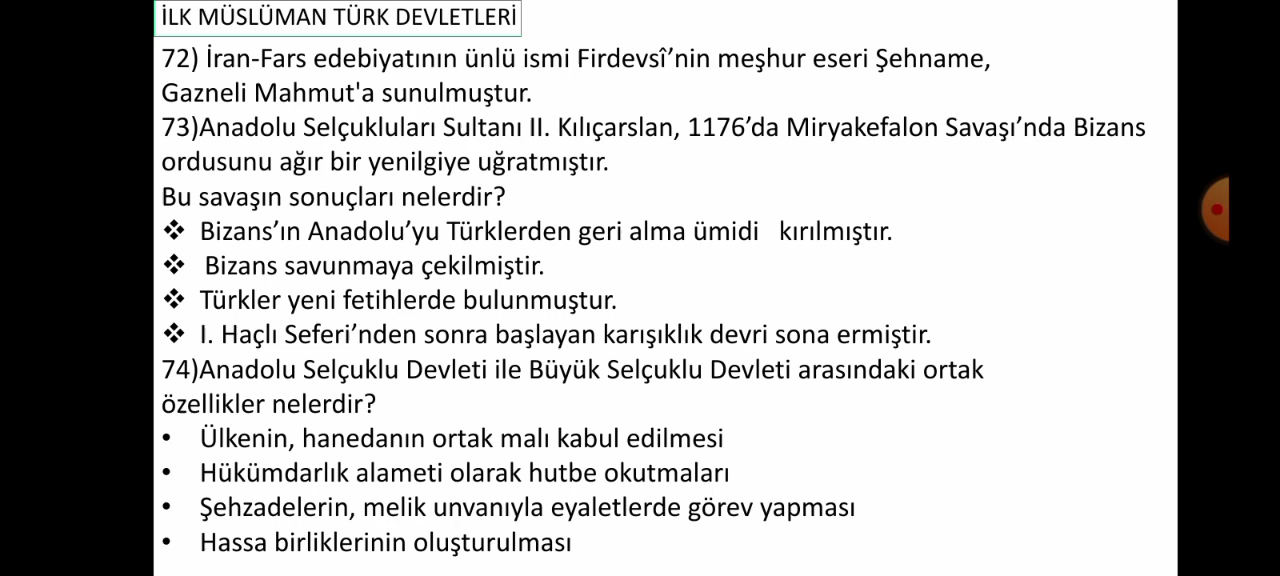 İLK MÜSLÜMAN TÜRK DEVLETLERİ
72) İran-Fars edebiyatının ünlü ismi Firdevsî’nin meşhur eseri Şehname,
Gazneli Mahmut'a sunulmuştur.
73)Anadolu Selçukluları Sultanı II. Kılıçarslan, 1176’da Miryakefalon Savaşı’nda Bizans
ordusunu ağır bir yenilgiye uğratmıştır.
Bu savaşın sonuçları nelerdir?
❖ Bizans’ın Anadolu’yu Türklerden geri alma ümidi kırılmıştır.
❖ Bizans savunmaya çekilmiştir.
❖ Türkler yeni fetihlerde bulunmuştur.
❖ I. Haçlı Seferi’nden sonra başlayan karışıklık devri sona ermiştir.
74)Anadolu Selçuklu Devleti ile Büyük Selçuklu Devleti arasındaki ortak
özellikler nelerdir?
• Ülkenin, hanedanın ortak malı kabul edilmesi
• Hükümdarlık alameti olarak hutbe okutmaları
• Şehzadelerin, melik unvanıyla eyaletlerde görev yapması
• Hassa birliklerinin oluşturulması